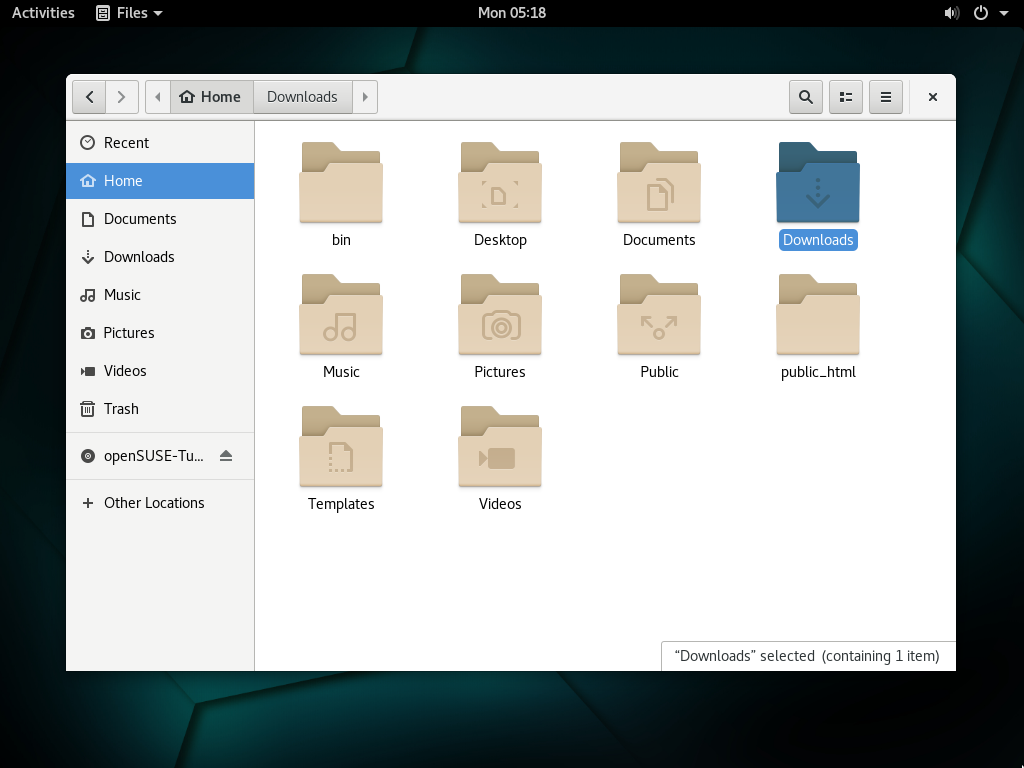 Activities Files Mon 05:18
Home Downloads
Recent
Home
Documents
Downloads
Music
Pictures
Videos
Trash
openSUSE-Tu...
Other Locations
bin Desktop Documents Downloads
Music Pictures Public public_html
Templates Videos
“Downloads” selected (containing 1 item)